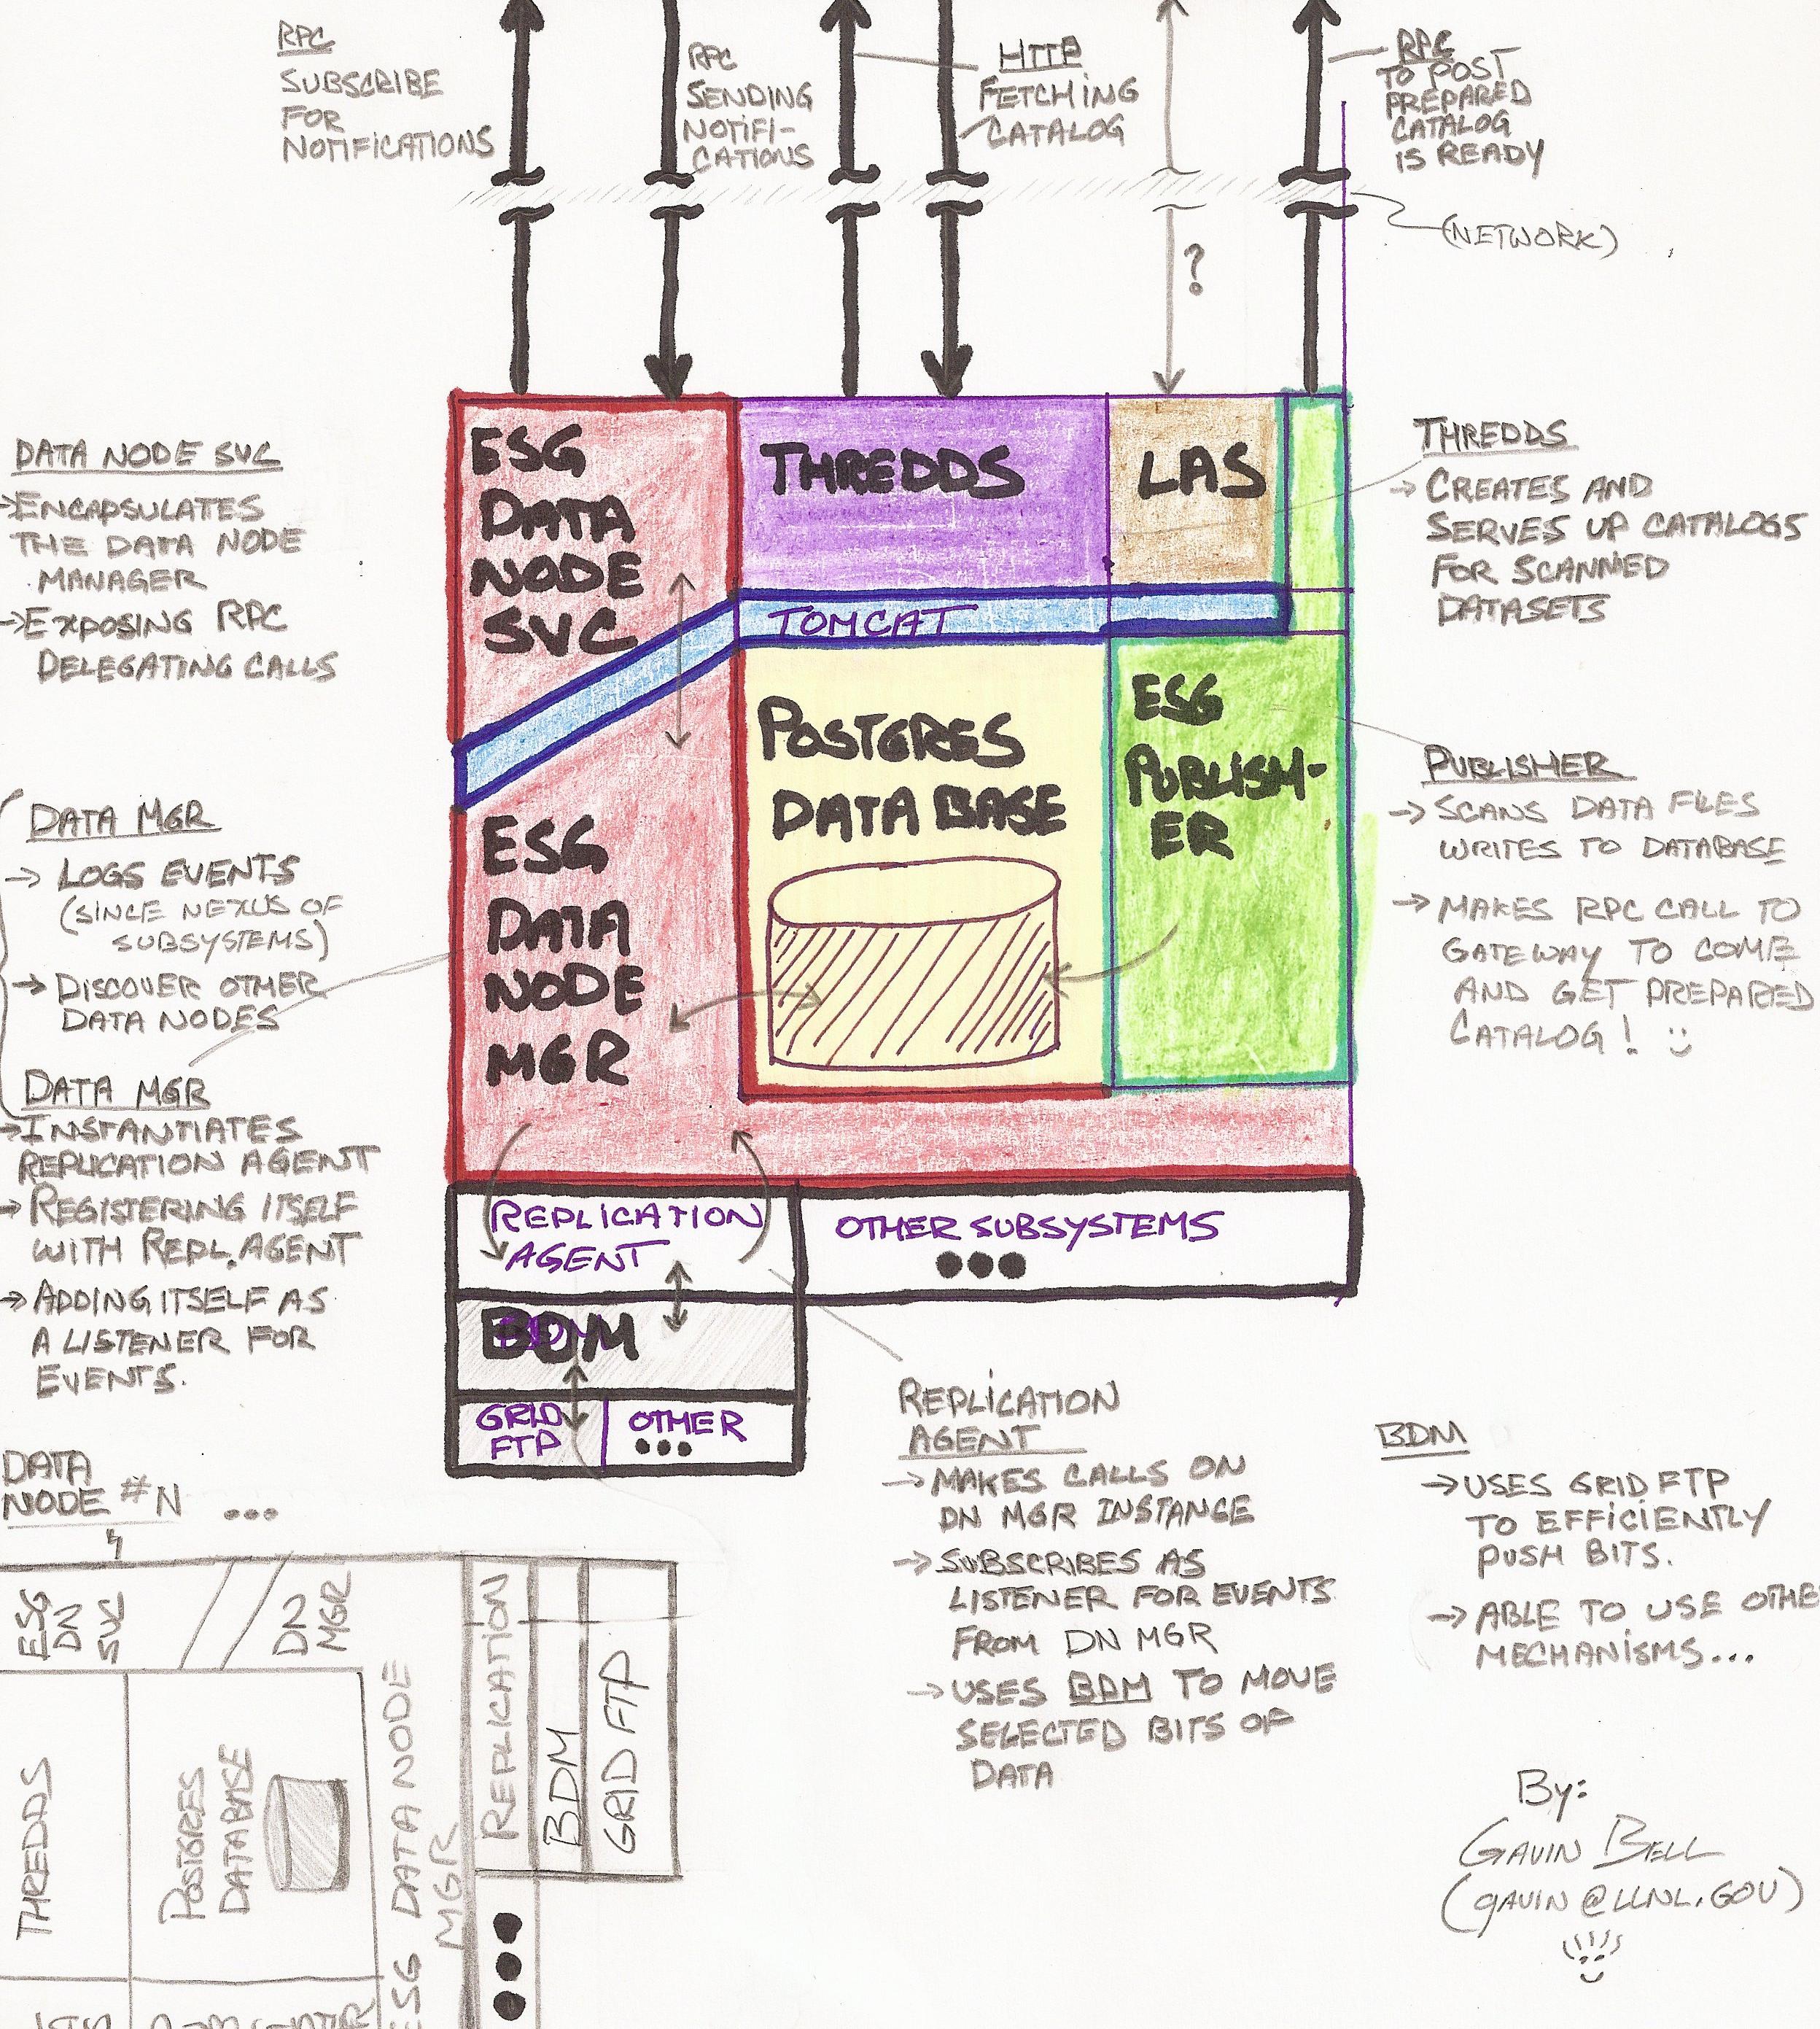 RPC
SUBSCRIBE
FOR
NOTIFICATIONS
RPC
SENDING
NOTIFI-
CATIONS
HTTP
FETCHING
CATALOG
RPC
TO POST
PREPARED
CATALOG
IS READY
(NETWORK)
?
DATA NODE SVC
→ENCAPSULATES
THE DATA NODE
MANAGER
→EXPOSING RPC
DELEGATING CALLS
DATA MGR
→ LOGS EVENTS
(SINCE NEXUS OF
SUBSYSTEMS)
→ DISCOVER OTHER
DATA NODES
DATA MGR
→INSTANTIATES
REPLICATION AGENT
→REGISTERING ITSELF
WITH REPL. AGENT
→ADDING ITSELF AS
A LISTENER FOR
EVENTS.
ESG
DATA
NODE
SVC
THREDDS
LAS
TOMCAT
ESG
DATA
NODE
MGR
POSTGRES
DATABASE
ESG
PUBLISH-
ER
REPLICATION
AGENT
OTHER SUBSYSTEMS
•••
BDM
GRID
FTP
OTHER
•••
THREDDS
→ CREATES AND
SERVES UP CATALOGS
FOR SCANNED
DATASETS
PUBLISHER
→ SCANS DATA FILES
WRITES TO DATABASE
→ MAKES RPC CALL TO
GATEWAY TO COME
AND GET PREPARED
CATALOG!
REPLICATION
AGENT
→ MAKES CALLS ON
DN MGR INSTANCE
→ SUBSCRIBES AS
LISTENER FOR EVENTS
FROM DN MGR
→ USES BDM TO MOVE
SELECTED BITS OF
DATA
BDM
→ USES GRID FTP
TO EFFICIENTLY
PUSH BITS.
→ ABLE TO USE OTHE
MECHANISMS...
DATA
NODE #N ...
ESG
DN
SVC
DN
MGR
THREDDS
POSTGRES
DATABASE
ESG DATA NODE
MGR
REPLICATION
BDM
GRID FTP
•••
By:
GAVIN BELL
(gavin@LLNL.GOV)